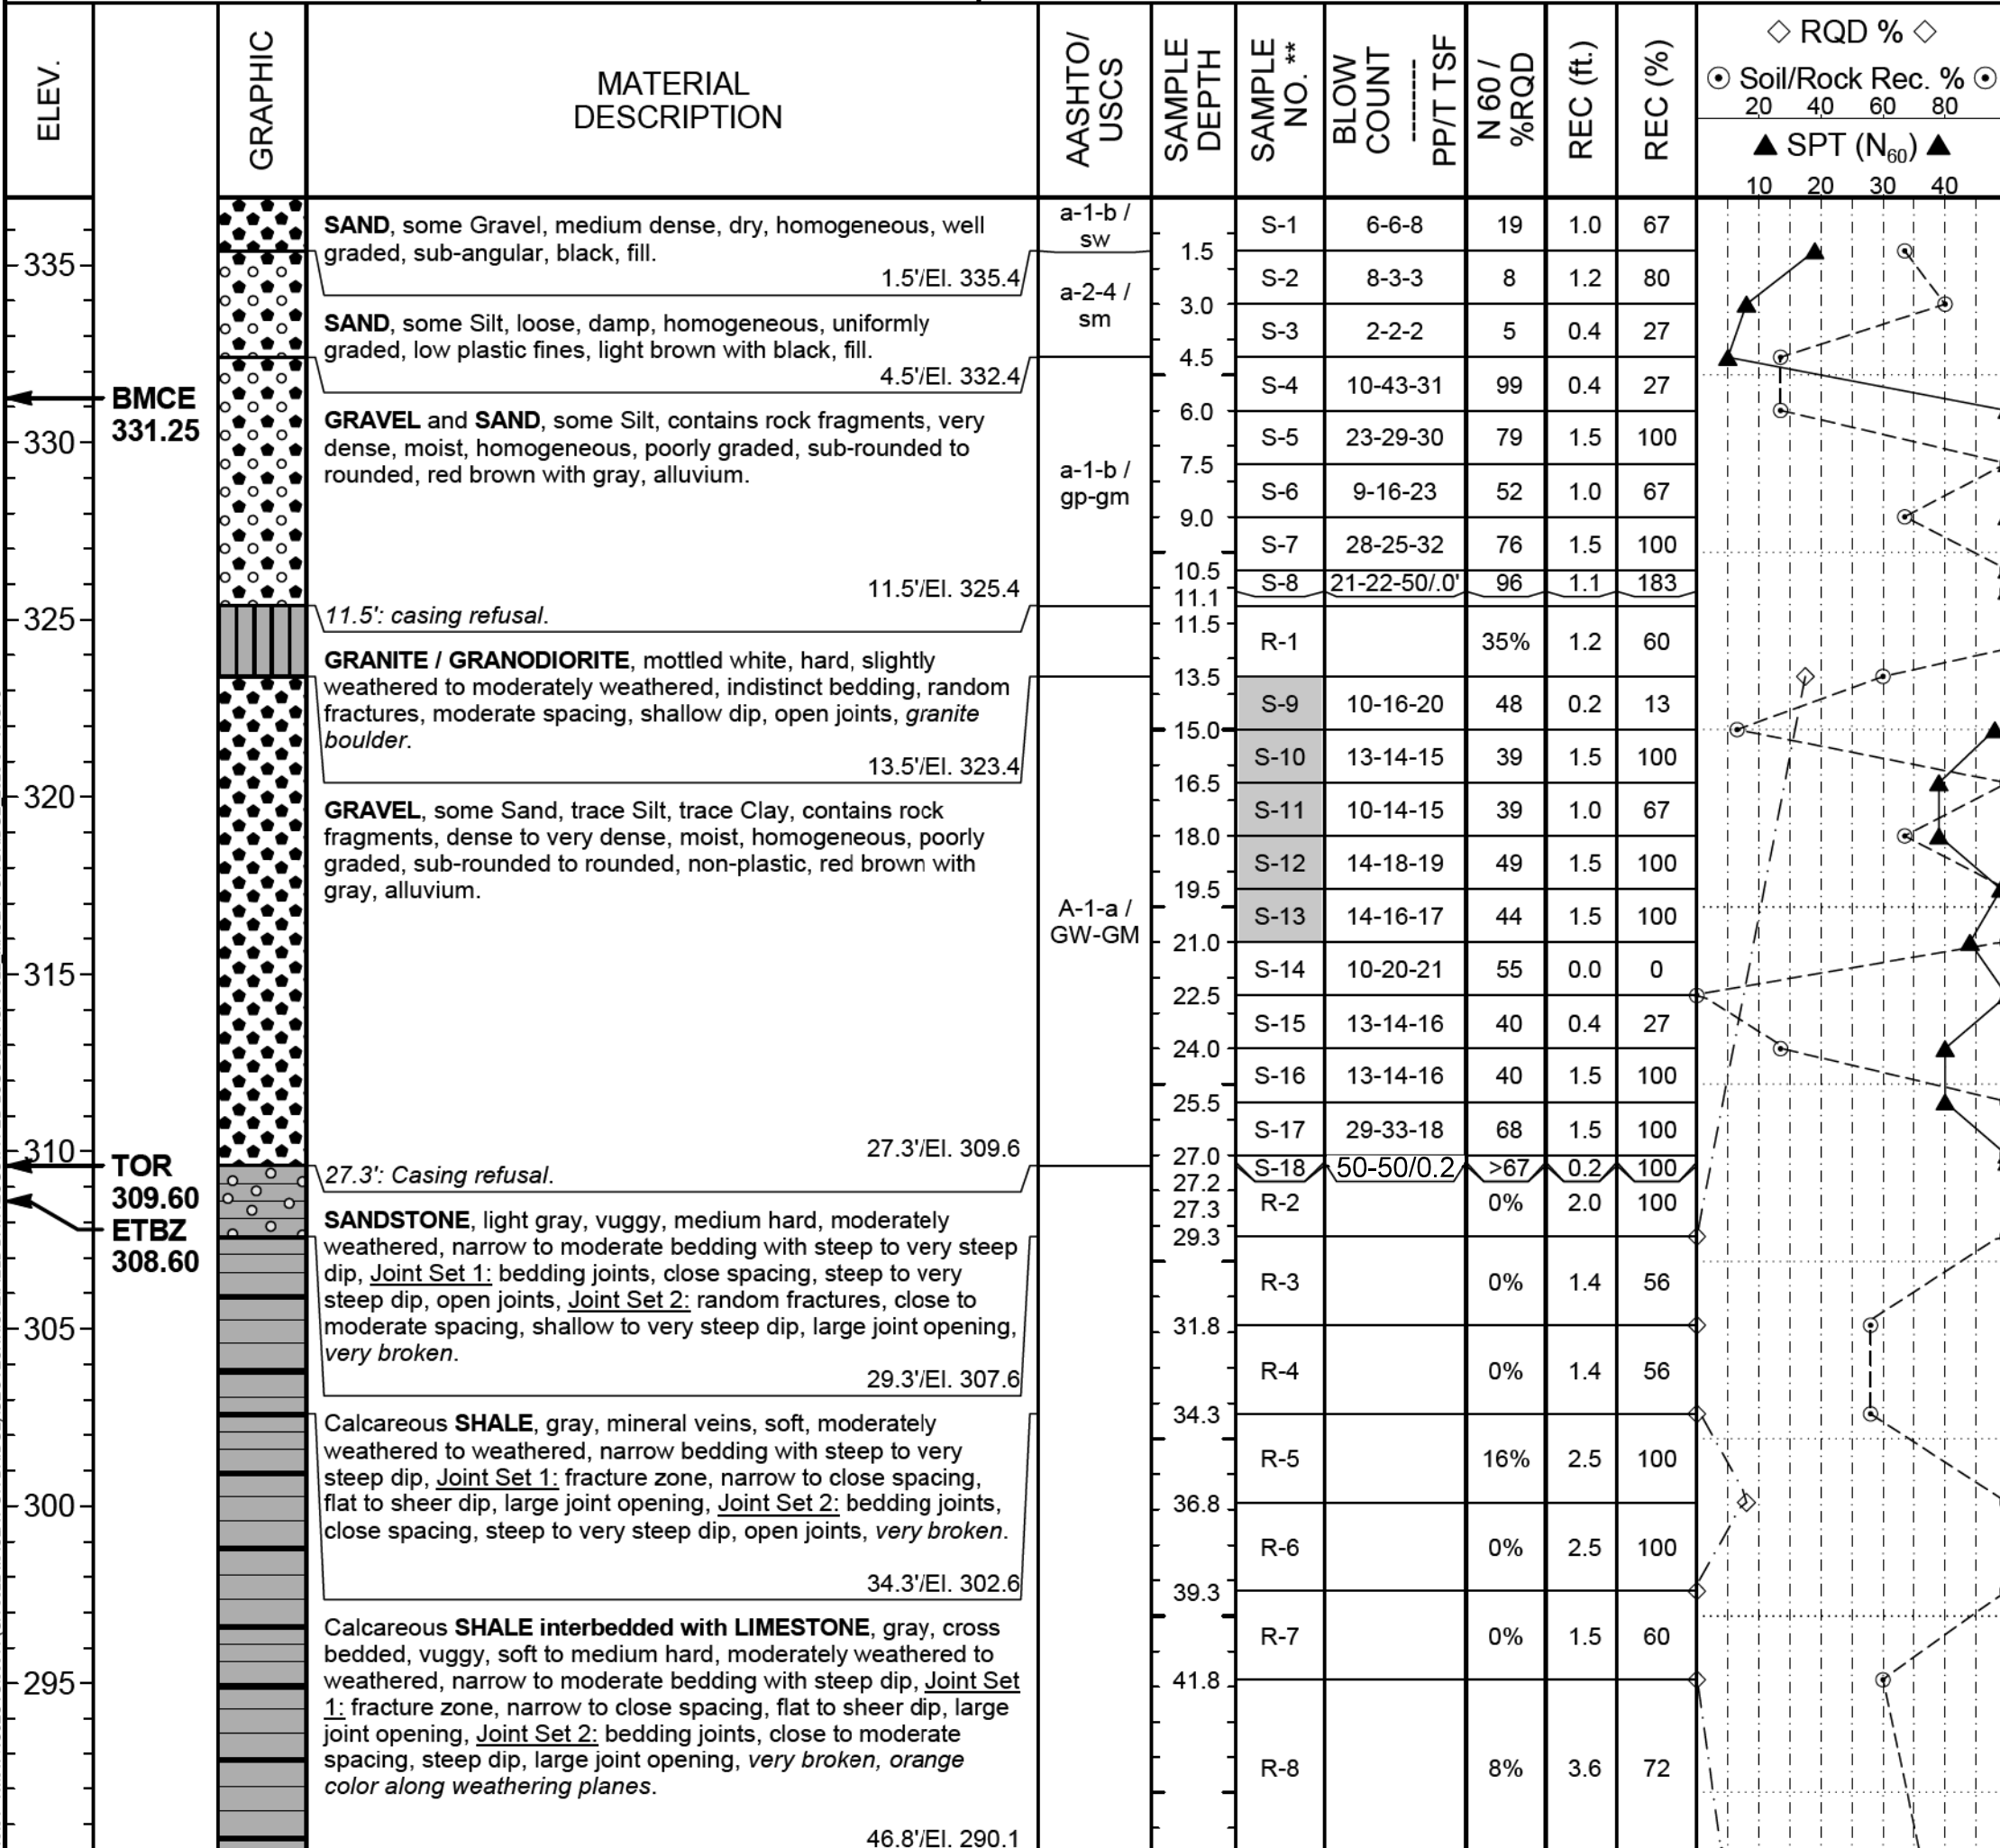 ELEV.
GRAPHIC
MATERIAL
DESCRIPTION
AASHTO/
USCS
SAMPLE
DEPTH
SAMPLE
NO. **
BLOW
COUNT
---------
PP/T TSF
N 60 /
%RQD
REC (ft.)
REC (%)
◇ RQD % ◇
⊙ Soil/Rock Rec. % ⊙
20 40 60 80
▲ SPT (N60) ▲
10 20 30 40
335
330
325
320
315
310
305
300
295
BMCE
331.25
TOR
309.60
ETBZ
308.60
SAND, some Gravel, medium dense, dry, homogeneous, well
graded, sub-angular, black, fill.
1.5'/El. 335.4
SAND, some Silt, loose, damp, homogeneous, uniformly
graded, low plastic fines, light brown with black, fill.
4.5'/El. 332.4
GRAVEL and SAND, some Silt, contains rock fragments, very
dense, moist, homogeneous, poorly graded, sub-rounded to
rounded, red brown with gray, alluvium.
11.5'/El. 325.4
11.5': casing refusal.
GRANITE / GRANODIORITE, mottled white, hard, slightly
weathered to moderately weathered, indistinct bedding, random
fractures, moderate spacing, shallow dip, open joints, granite
boulder.
13.5'/El. 323.4
GRAVEL, some Sand, trace Silt, trace Clay, contains rock
fragments, dense to very dense, moist, homogeneous, poorly
graded, sub-rounded to rounded, non-plastic, red brown with
gray, alluvium.
27.3'/El. 309.6
27.3': Casing refusal.
SANDSTONE, light gray, vuggy, medium hard, moderately
weathered, narrow to moderate bedding with steep to very steep
dip, Joint Set 1: bedding joints, close spacing, steep to very
steep dip, open joints, Joint Set 2: random fractures, close to
moderate spacing, shallow to very steep dip, large joint opening,
very broken.
29.3'/El. 307.6
Calcareous SHALE, gray, mineral veins, soft, moderately
weathered to weathered, narrow bedding with steep to very
steep dip, Joint Set 1: fracture zone, narrow to close spacing,
flat to sheer dip, large joint opening, Joint Set 2: bedding joints,
close spacing, steep to very steep dip, open joints, very broken.
34.3'/El. 302.6
Calcareous SHALE interbedded with LIMESTONE, gray, cross
bedded, vuggy, soft to medium hard, moderately weathered to
weathered, narrow to moderate bedding with steep dip, Joint Set
1: fracture zone, narrow to close spacing, flat to sheer dip, large
joint opening, Joint Set 2: bedding joints, close to moderate
spacing, steep dip, large joint opening, very broken, orange
color along weathering planes.
46.8'/El. 290.1
a-1-b /
sw
a-2-4 /
sm
a-1-b /
gp-gm
A-1-a /
GW-GM
S-1 6-6-8 19 1.0 67
1.5
S-2 8-3-3 8 1.2 80
3.0
S-3 2-2-2 5 0.4 27
4.5
S-4 10-43-31 99 0.4 27
6.0
S-5 23-29-30 79 1.5 100
7.5
S-6 9-16-23 52 1.0 67
9.0
S-7 28-25-32 76 1.5 100
10.5
S-8 21-22-50/.0' 96 1.1 183
11.1
11.5
R-1 35% 1.2 60
13.5
S-9 10-16-20 48 0.2 13
15.0
S-10 13-14-15 39 1.5 100
16.5
S-11 10-14-15 39 1.0 67
18.0
S-12 14-18-19 49 1.5 100
19.5
S-13 14-16-17 44 1.5 100
21.0
S-14 10-20-21 55 0.0 0
22.5
S-15 13-14-16 40 0.4 27
24.0
S-16 13-14-16 40 1.5 100
25.5
S-17 29-33-18 68 1.5 100
27.0
S-18 50-50/0.2 >67 0.2 100
27.2
27.3
R-2 0% 2.0 100
29.3
R-3 0% 1.4 56
31.8
R-4 0% 1.4 56
34.3
R-5 16% 2.5 100
36.8
R-6 0% 2.5 100
39.3
R-7 0% 1.5 60
41.8
R-8 8% 3.6 72